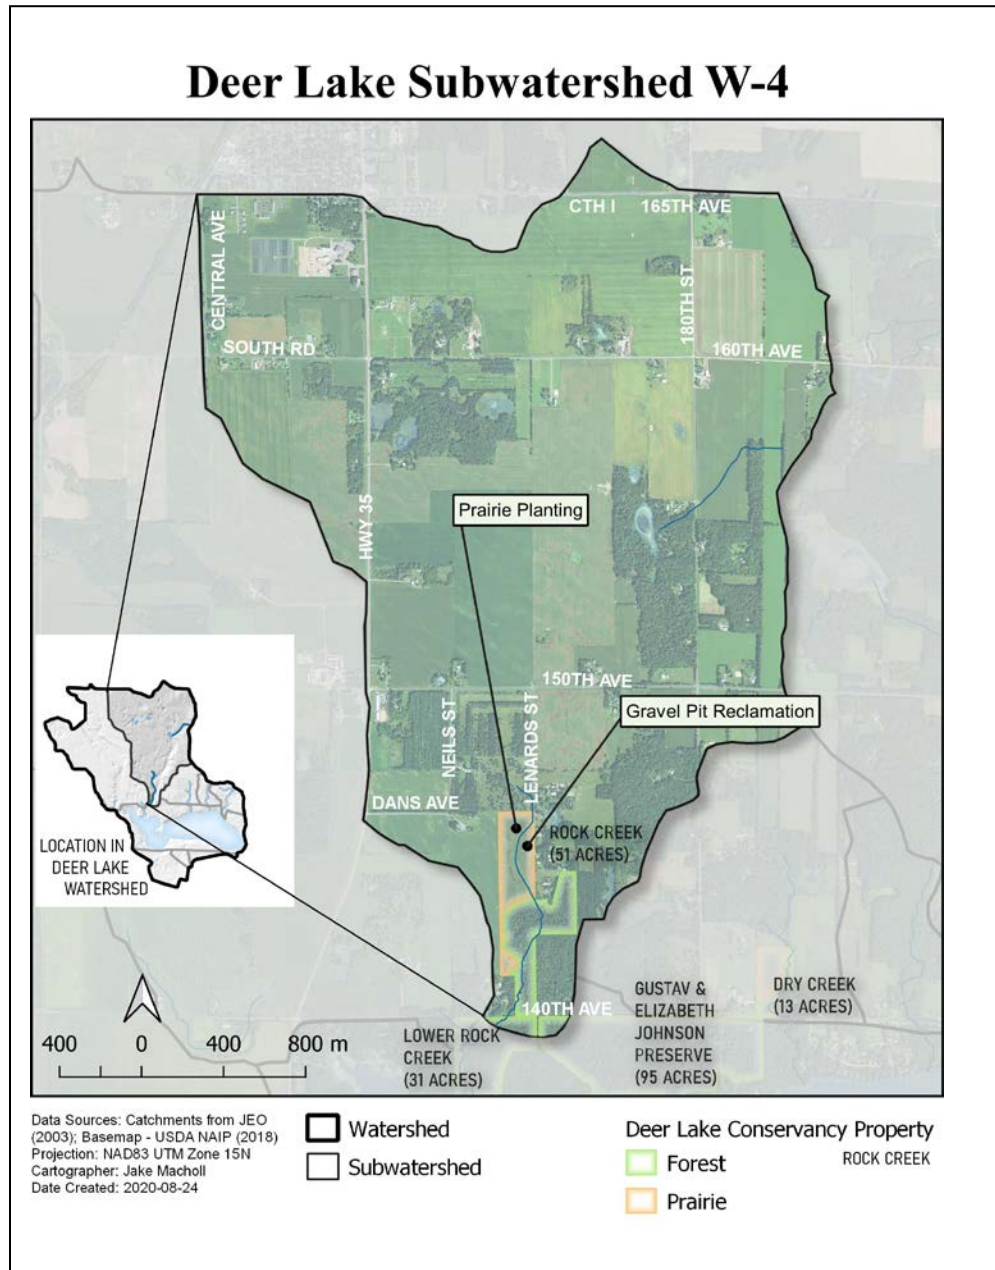 Deer Lake Subwatershed W-4
CTH I
165TH AVE
CENTRAL AVE
180TH ST
SOUTH RD
160TH AVE
Prairie Planting
HWY 35
150TH AVE
NEILS ST
LENARDS ST
Gravel Pit Reclamation
DANS AVE
ROCK CREEK
(51 ACRES)
LOCATION IN
DEER LAKE
WATERSHED
140TH AVE
LOWER ROCK
CREEK
(31 ACRES)
GUSTAV &
ELIZABETH
JOHNSON
PRESERVE
(95 ACRES)
DRY CREEK
(13 ACRES)
400 0 400 800 m
Data Sources: Catchments from JEO
(2003); Basemap - USDA NAIP (2018)
Projection: NAD83 UTM Zone 15N
Cartographer: Jake Macholl
Date Created: 2020-08-24
Watershed
Subwatershed
Deer Lake Conservancy Property
Forest
ROCK CREEK
Prairie